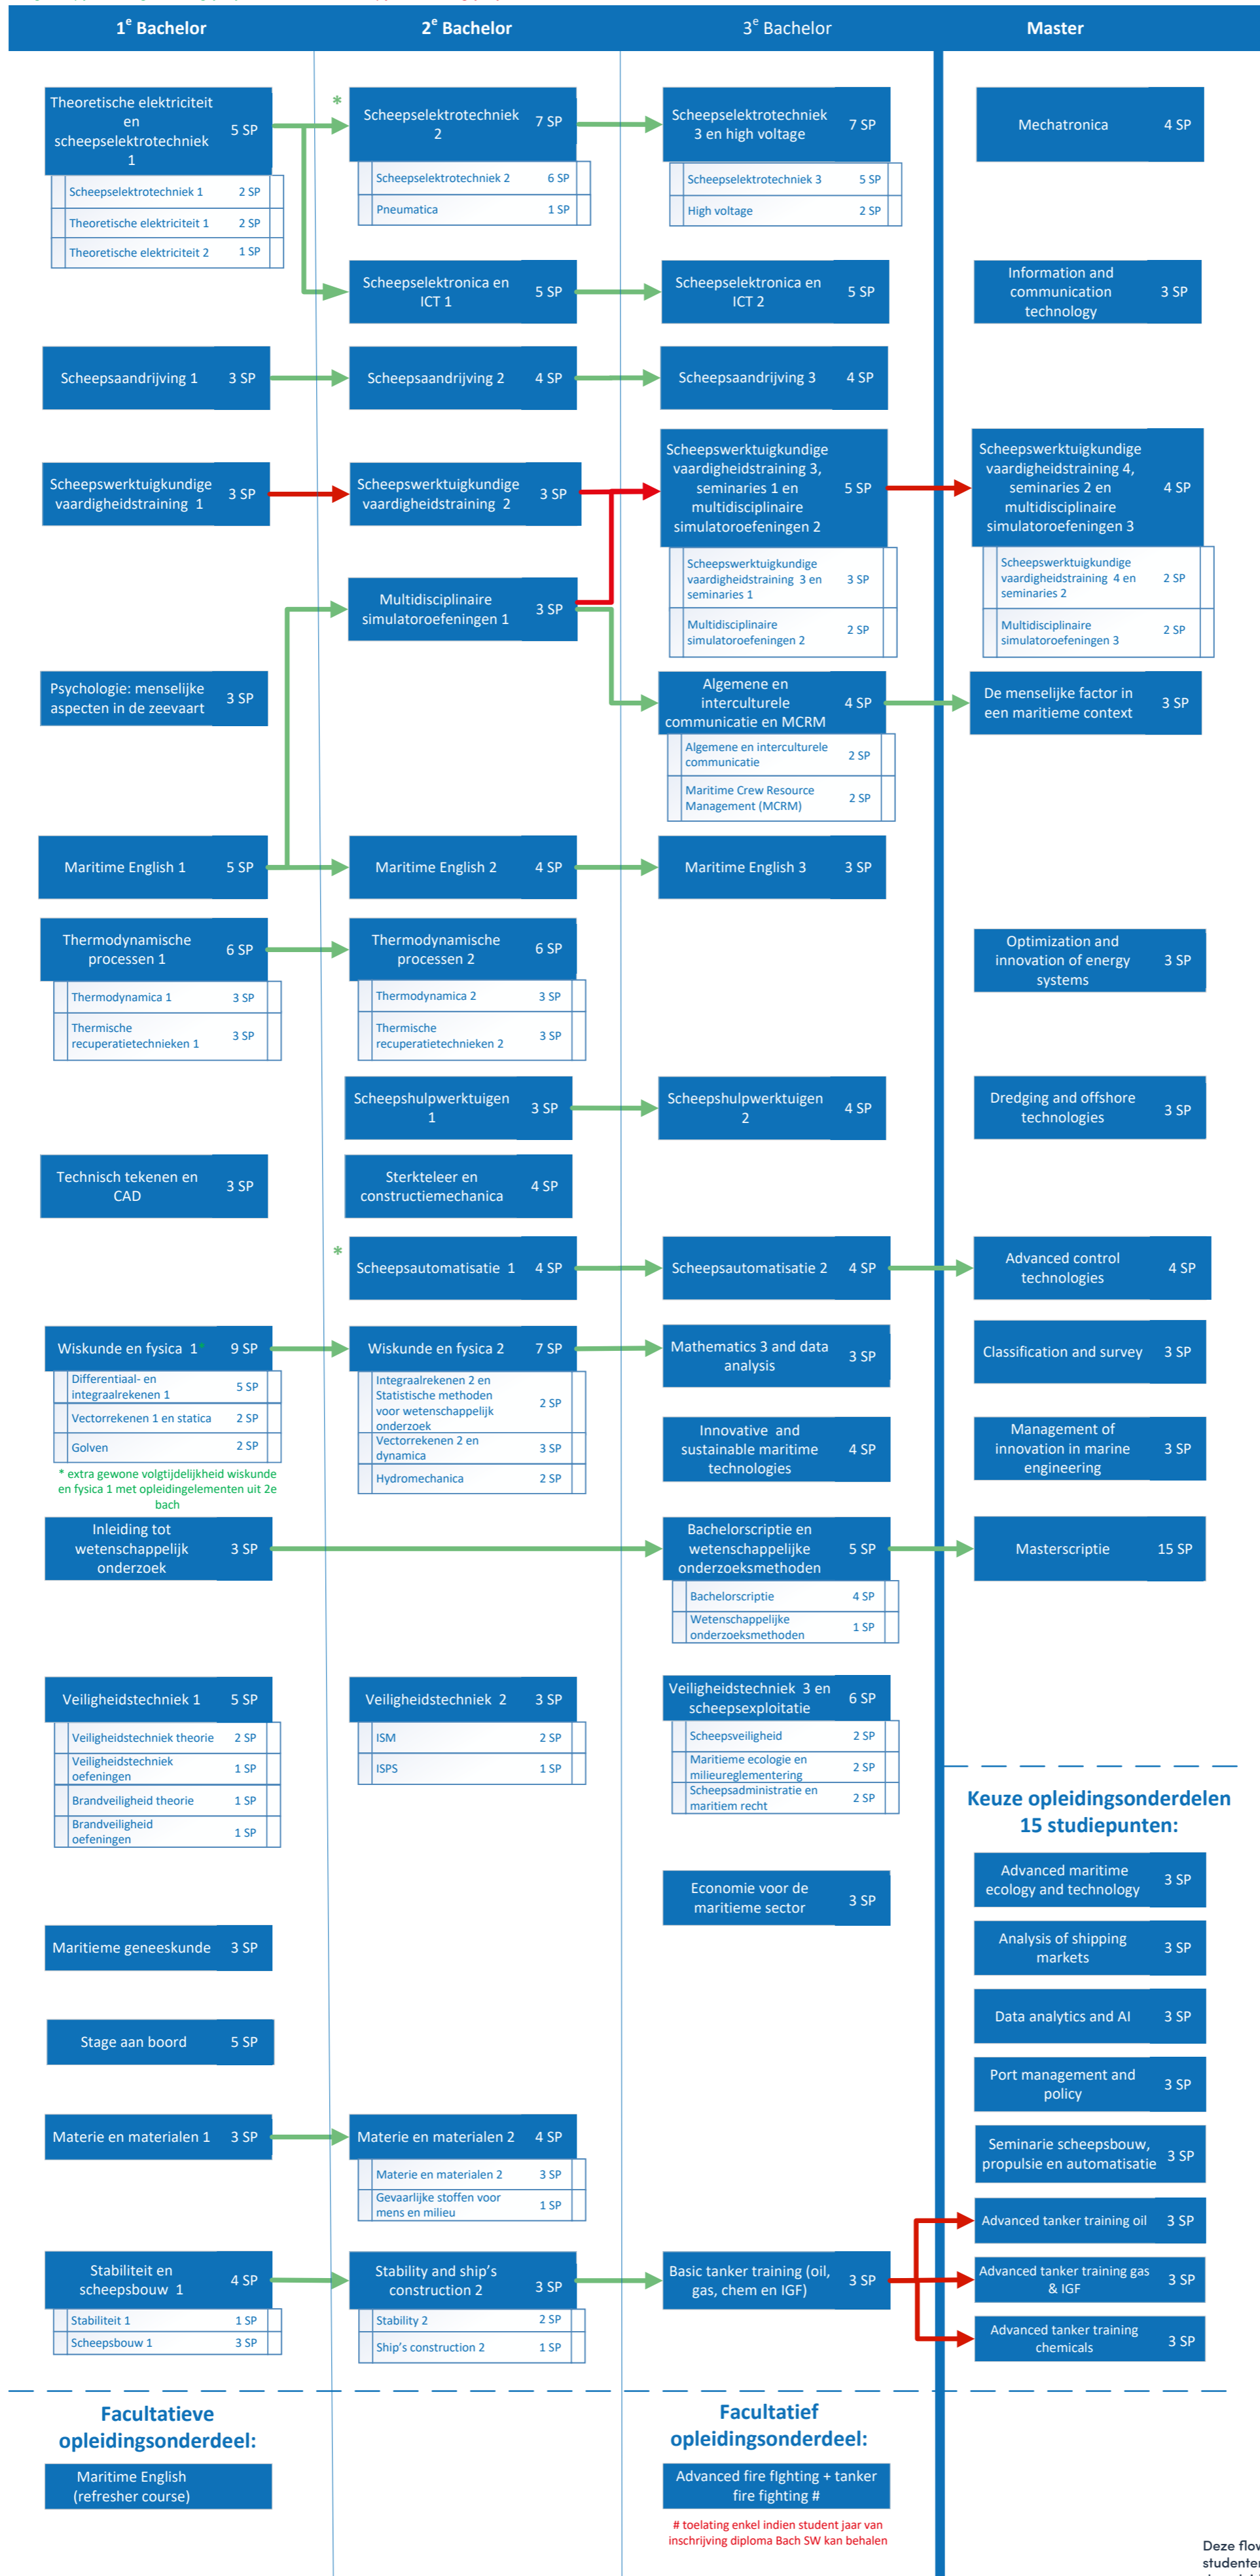 1e Bachelor
2e Bachelor
3e Bachelor
Master
Theoretische elektriciteit
en
scheepselektrotechniek
1
5 SP
Scheepselektrotechniek 1 2 SP
Theoretische elektriciteit 1 2 SP
Theoretische elektriciteit 2 1 SP
*
Scheepselektrotechniek
2
7 SP
Scheepselektrotechniek 2 6 SP
Pneumatica 1 SP
Scheepselektrotechniek
3 en high voltage
7 SP
Scheepselektrotechniek 3 5 SP
High voltage 2 SP
Mechatronica 4 SP
Scheepselektronica en
ICT 1
5 SP
Scheepselektronica en
ICT 2
5 SP
Information and
communication
technology
3 SP
Scheepsaandrijving 1 3 SP
Scheepsaandrijving 2 4 SP
Scheepsaandrijving 3 4 SP
Scheepswerktuigkundige
vaardigheidstraining 1
3 SP
Scheepswerktuigkundige
vaardigheidstraining 2
3 SP
Scheepswerktuigkundige
vaardigheidstraining 3,
seminaries 1 en
multidisciplinaire
simulatoroefeningen 2
5 SP
Scheepswerktuigkundige
vaardigheidstraining 3 en
seminaries 1
3 SP
Multidisciplinaire
simulatoroefeningen 2
2 SP
Scheepswerktuigkundige
vaardigheidstraining 4,
seminaries 2 en
multidisciplinaire
simulatoroefeningen 3
4 SP
Scheepswerktuigkundige
vaardigheidstraining 4 en
seminaries 2
2 SP
Multidisciplinaire
simulatoroefeningen 3
2 SP
Multidisciplinaire
simulatoroefeningen 1
3 SP
Psychologie: menselijke
aspecten in de zeevaart
3 SP
Algemene en
interculturele
communicatie en MCRM
4 SP
Algemene en interculturele
communicatie
2 SP
Maritime Crew Resource
Management (MCRM)
2 SP
De menselijke factor in
een maritieme context
3 SP
Maritime English 1 5 SP
Maritime English 2 4 SP
Maritime English 3 3 SP
Thermodynamische
processen 1
6 SP
Thermodynamica 1 3 SP
Thermische
recuperatietechnieken 1
3 SP
Thermodynamische
processen 2
6 SP
Thermodynamica 2 3 SP
Thermische
recuperatietechnieken 2
3 SP
Optimization and
innovation of energy
systems
3 SP
Scheepshulpwerktuigen
1
3 SP
Scheepshulpwerktuigen
2
4 SP
Dredging and offshore
technologies
3 SP
Technisch tekenen en
CAD
3 SP
Sterkteleer en
constructiemechanica
4 SP
*
Scheepsautomatisatie 1 4 SP
Scheepsautomatisatie 2 4 SP
Advanced control
technologies
4 SP
Wiskunde en fysica 1* 9 SP
Differentiaal- en
integraalrekenen 1
5 SP
Vectorrekenen 1 en statica 2 SP
Golven 2 SP
* extra gewone volgtijdelijkheid wiskunde
en fysica 1 met opleidingelementen uit 2e
bach
Wiskunde en fysica 2 7 SP
Integraalrekenen 2 en
Statistische methoden
voor wetenschappelijk
onderzoek
2 SP
Vectorrekenen 2 en
dynamica
3 SP
Hydromechanica 2 SP
Mathematics 3 and data
analysis
3 SP
Classification and survey 3 SP
Innovative and
sustainable maritime
technologies
4 SP
Management of
innovation in marine
engineering
3 SP
Inleiding tot
wetenschappelijk
onderzoek
3 SP
Bachelorscriptie en
wetenschappelijke
onderzoeksmethoden
5 SP
Bachelorscriptie 4 SP
Wetenschappelijke
onderzoeksmethoden
1 SP
Masterscriptie 15 SP
Veiligheidstechniek 1 5 SP
Veiligheidstechniek theorie 2 SP
Veiligheidstechniek
oefeningen
1 SP
Brandveiligheid theorie 1 SP
Brandveiligheid
oefeningen
1 SP
Veiligheidstechniek 2 3 SP
ISM 2 SP
ISPS 1 SP
Veiligheidstechniek 3 en
scheepsexploitatie
6 SP
Scheepsveiligheid 2 SP
Maritieme ecologie en
milieureglementering
2 SP
Scheepsadministratie en
maritiem recht
2 SP
Keuze opleidingsonderdelen
15 studiepunten:
Economie voor de
maritieme sector
3 SP
Advanced maritime
ecology and technology
3 SP
Maritieme geneeskunde 3 SP
Analysis of shipping
markets
3 SP
Stage aan boord 5 SP
Data analytics and AI 3 SP
Port management and
policy
3 SP
Materie en materialen 1 3 SP
Materie en materialen 2 4 SP
Materie en materialen 2 3 SP
Gevaarlijke stoffen voor
mens en milieu
1 SP
Seminarie scheepsbouw,
propulsie en automatisatie
3 SP
Advanced tanker training oil 3 SP
Stabiliteit en
scheepsbouw 1
4 SP
Stabiliteit 1 1 SP
Scheepsbouw 1 3 SP
Stability and ship's
construction 2
3 SP
Stability 2 2 SP
Ship's construction 2 1 SP
Basic tanker training (oil,
gas, chem en IGF)
3 SP
Advanced tanker training gas
& IGF
3 SP
Advanced tanker training
chemicals
3 SP
Facultatieve
opleidingsonderdeel:
Maritime English
(refresher course)
Facultatief
opleidingsonderdeel:
Advanced fire fIghting + tanker
fire fighting #
# toelating enkel indien student jaar van
inschrijving diploma Bach SW kan behalen
Deze flow
studenten